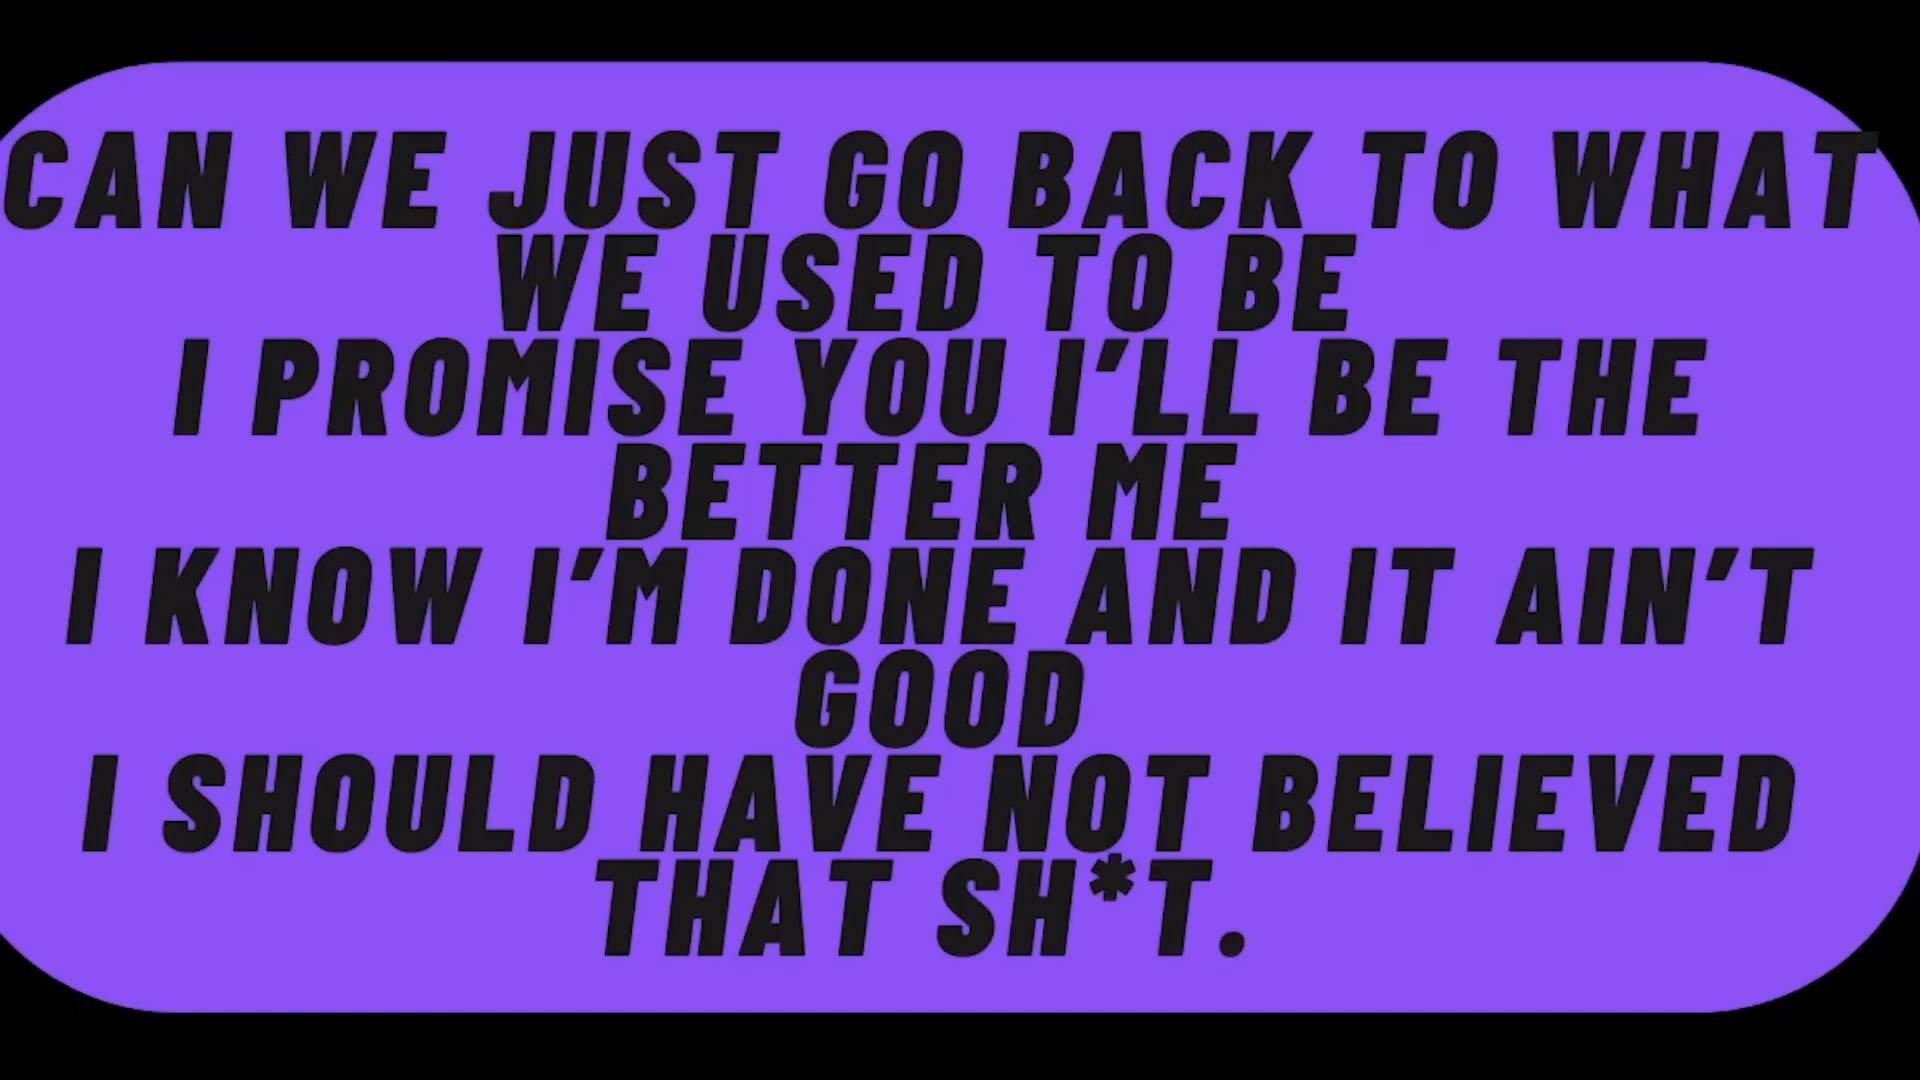 CAN WE JUST GO BACK TO WHAT
WE USED TO BE
I PROMISE YOU I’LL BE THE
BETTER ME
I KNOW I’M DONE AND IT AIN’T
GOOD
I SHOULD HAVE NOT BELIEVED
THAT SH*T.